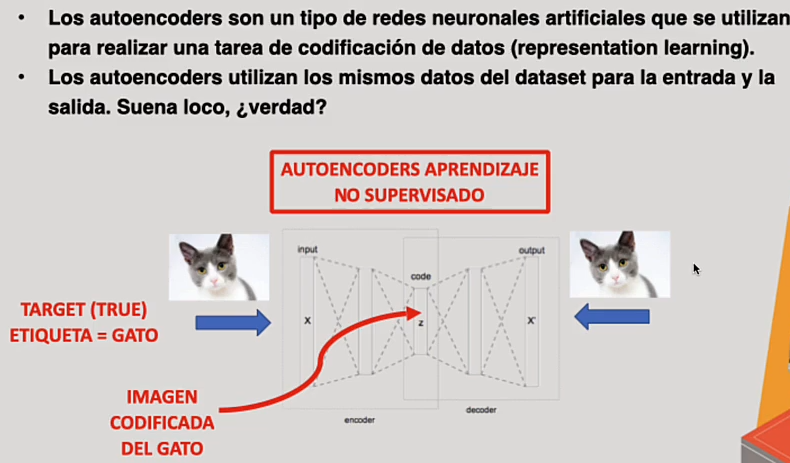 • Los autoencoders son un tipo de redes neuronales artificiales que se utilizan
para realizar una tarea de codificación de datos (representation learning).
• Los autoencoders utilizan los mismos datos del dataset para la entrada y la
salida. Suena loco, ¿verdad?
AUTOENCODERS APRENDIZAJE
NO SUPERVISADO
input
output
code
TARGET (TRUE)
ETIQUETA = GATO
X
z
X'
IMAGEN
CODIFICADA
DEL GATO
encoder
decoder